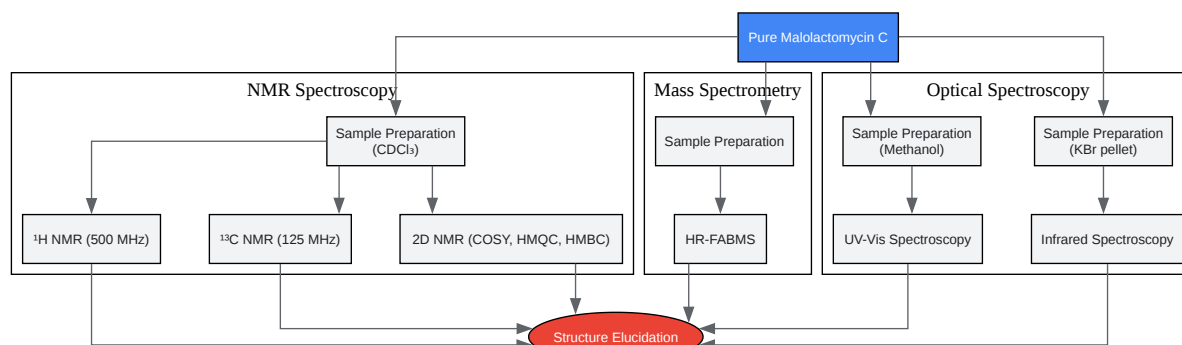 Pure Malolactomycin C
NMR Spectroscopy
Mass Spectrometry
Optical Spectroscopy
Sample Preparation
(CDCl₃)
Sample Preparation
Sample Preparation
(Methanol)
Sample Preparation
(KBr pellet)
¹H NMR (500 MHz)
¹³C NMR (125 MHz)
2D NMR (COSY, HMQC, HMBC)
HR-FABMS
UV-Vis Spectroscopy
Infrared Spectroscopy
Structure Elucidation